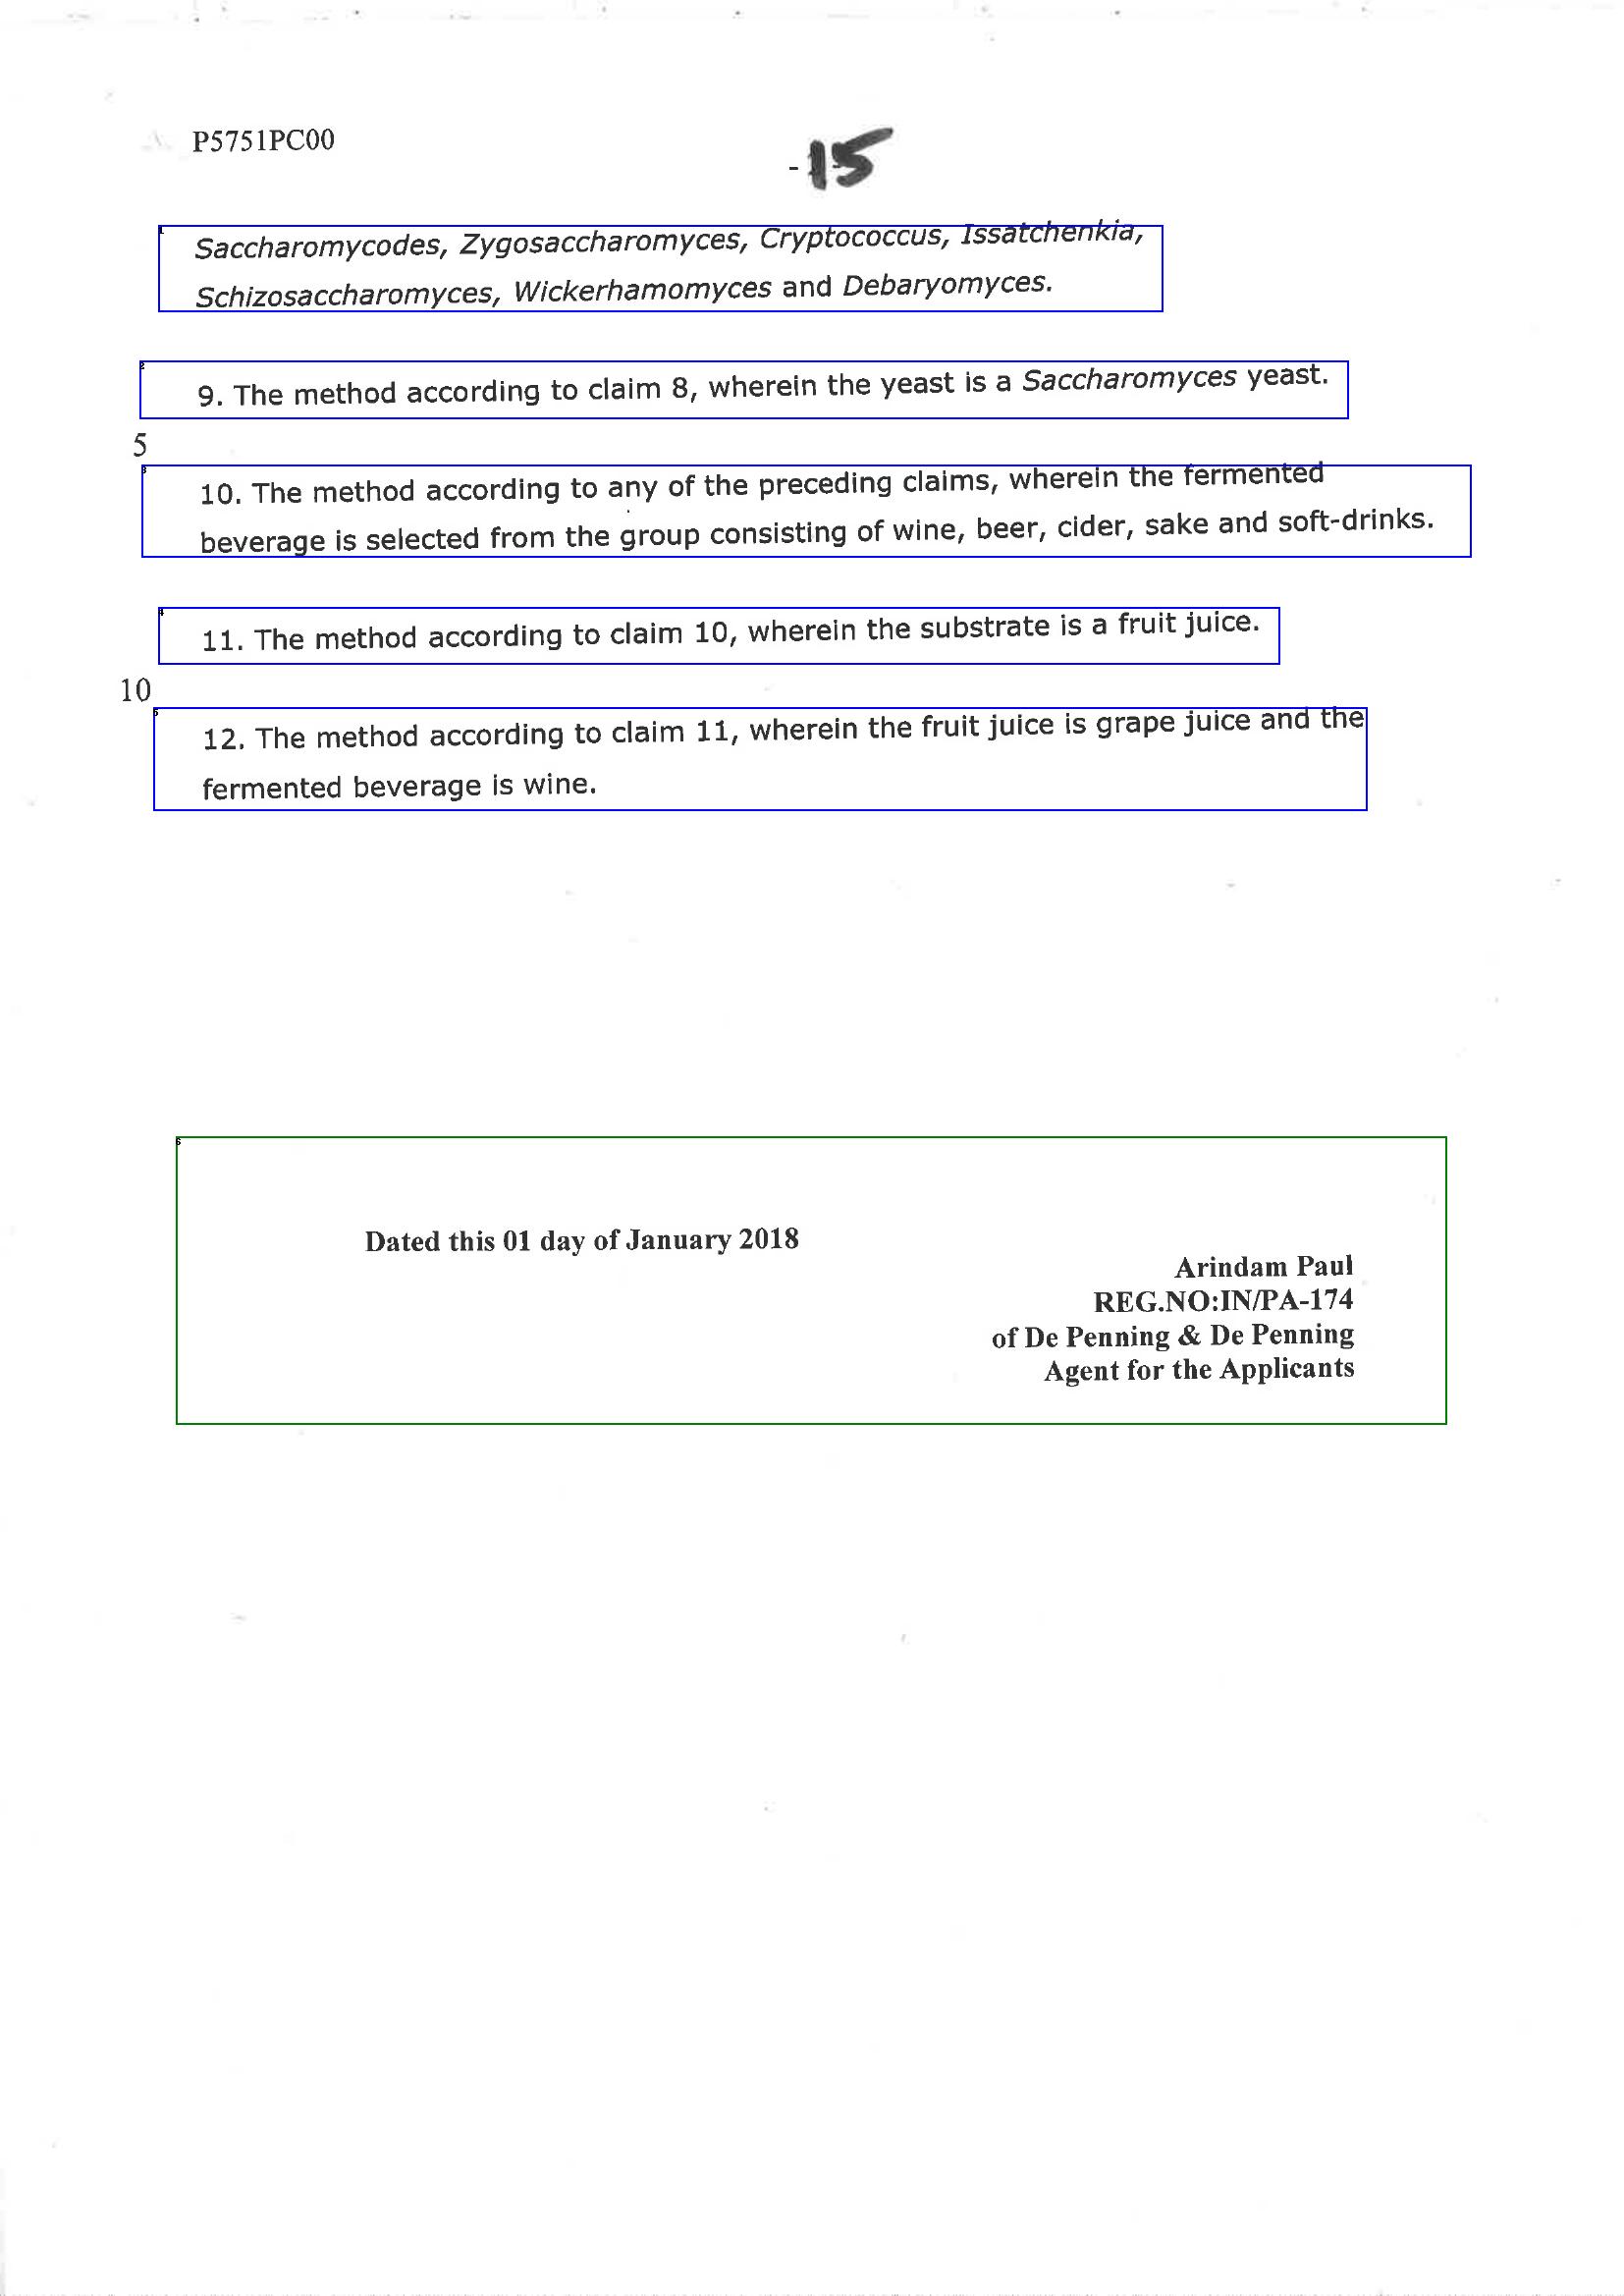 P5751PC00
-15
Saccharomycodes, Zygosaccharomyces, Cryptococcus, Issatchenkia,
Schizosaccharomyces, Wickerhamomyces and Debaryomyces.
9. The method according to claim 8, wherein the yeast is a Saccharomyces yeast.
5
10. The method according to any of the preceding claims, wherein the fermented
beverage is selected from the group consisting of wine, beer, cider, sake and soft-drinks.
11. The method according to claim 10, wherein the substrate is a fruit juice.
10
12. The method according to claim 11, wherein the fruit juice is grape juice and the
fermented beverage is wine.
Dated this 01 day of January 2018
Arindam Paul
REG.NO:IN/PA-174
of De Penning & De Penning
Agent for the Applicants